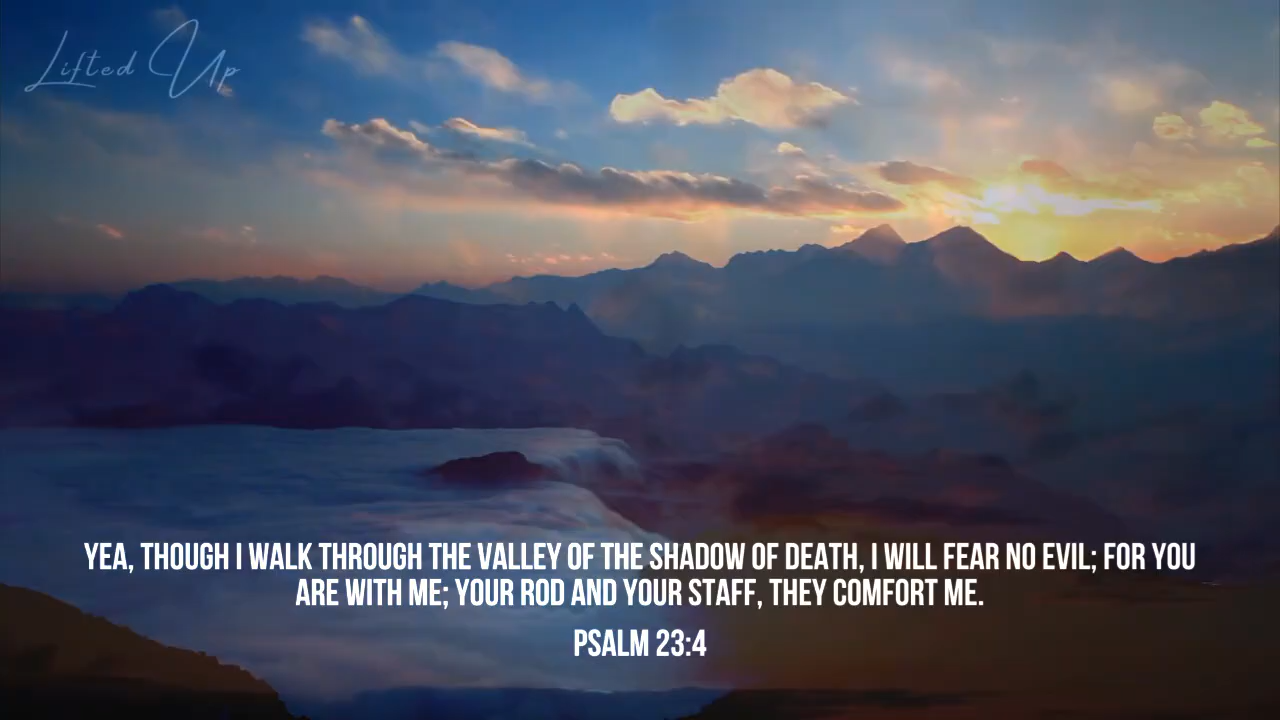 Lifted Up
YEA, THOUGH I WALK THROUGH THE VALLEY OF THE SHADOW OF DEATH, I WILL FEAR NO EVIL; FOR YOU
ARE WITH ME; YOUR ROD AND YOUR STAFF, THEY COMFORT ME.
PSALM 23:4